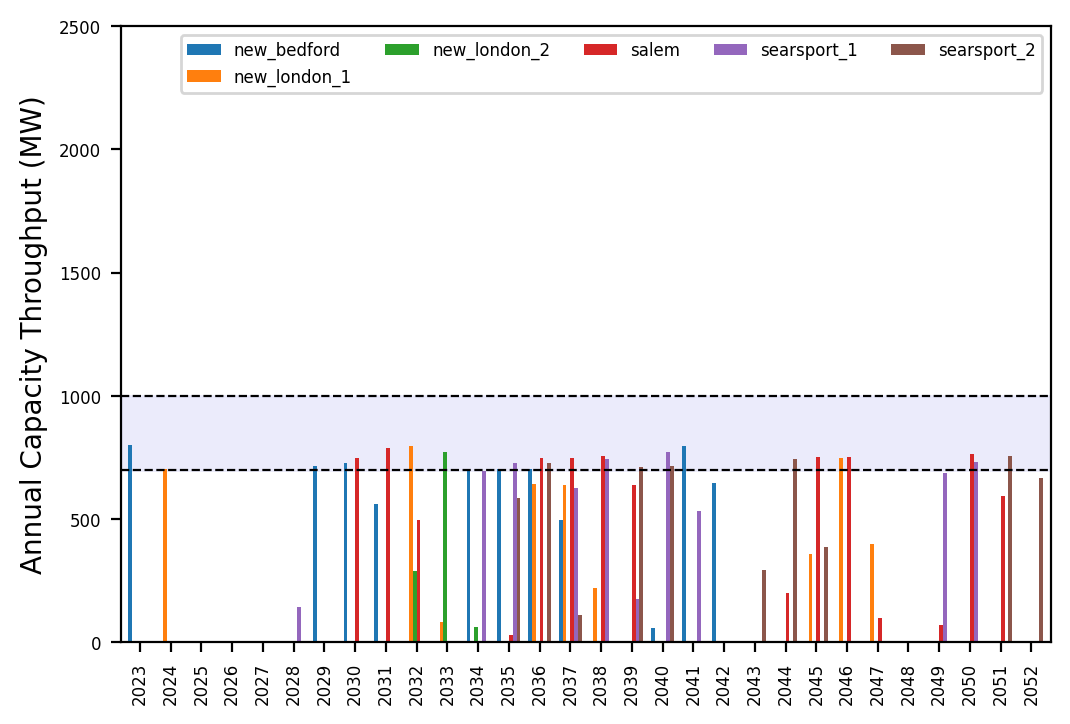 Annual Capacity Throughput (MW)
2500
2000
1500
1000
500
0
new_bedford new_london_2 salem searsport_1 searsport_2
new_london_1
2023 2024 2025 2026 2027 2028 2029 2030 2031 2032 2033 2034 2035 2036 2037 2038 2039 2040 2041 2042 2043 2044 2045 2046 2047 2048 2049 2050 2051 2052